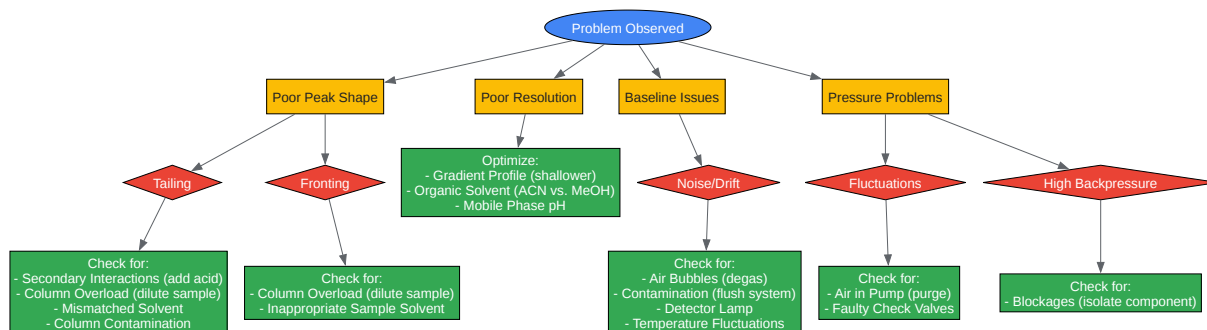 Problem Observed
Poor Peak Shape
Poor Resolution
Baseline Issues
Pressure Problems
Optimize:
- Gradient Profile (shallower)
- Organic Solvent (ACN vs. MeOH)
- Mobile Phase pH
Tailing
Fronting
Noise/Drift
Fluctuations
High Backpressure
Check for:
- Secondary Interactions (add acid)
- Column Overload (dilute sample)
- Mismatched Solvent
- Column Contamination
Check for:
- Column Overload (dilute sample)
- Inappropriate Sample Solvent
Check for:
- Air Bubbles (degas)
- Contamination (flush system)
- Detector Lamp
- Temperature Fluctuations
Check for:
- Air in Pump (purge)
- Faulty Check Valves
Check for:
- Blockages (isolate component)